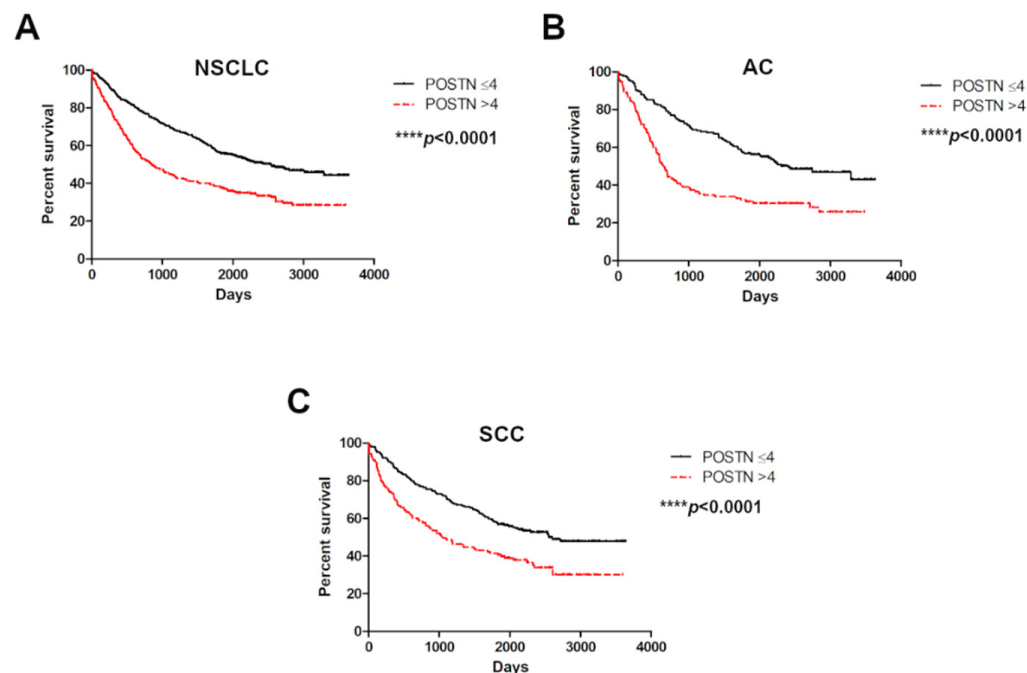 A
NSCLC
Percent survival
100
80
60
40
20
0
0 1000 2000 3000 4000
Days
POSTN ≤4
POSTN >4
****p<0.0001
B
AC
Percent survival
100
80
60
40
20
0
0 1000 2000 3000 4000
Days
POSTN ≤4
POSTN >4
****p<0.0001
C
SCC
Percent survival
100
80
60
40
20
0
0 1000 2000 3000 4000
Days
POSTN ≤4
POSTN >4
****p<0.0001